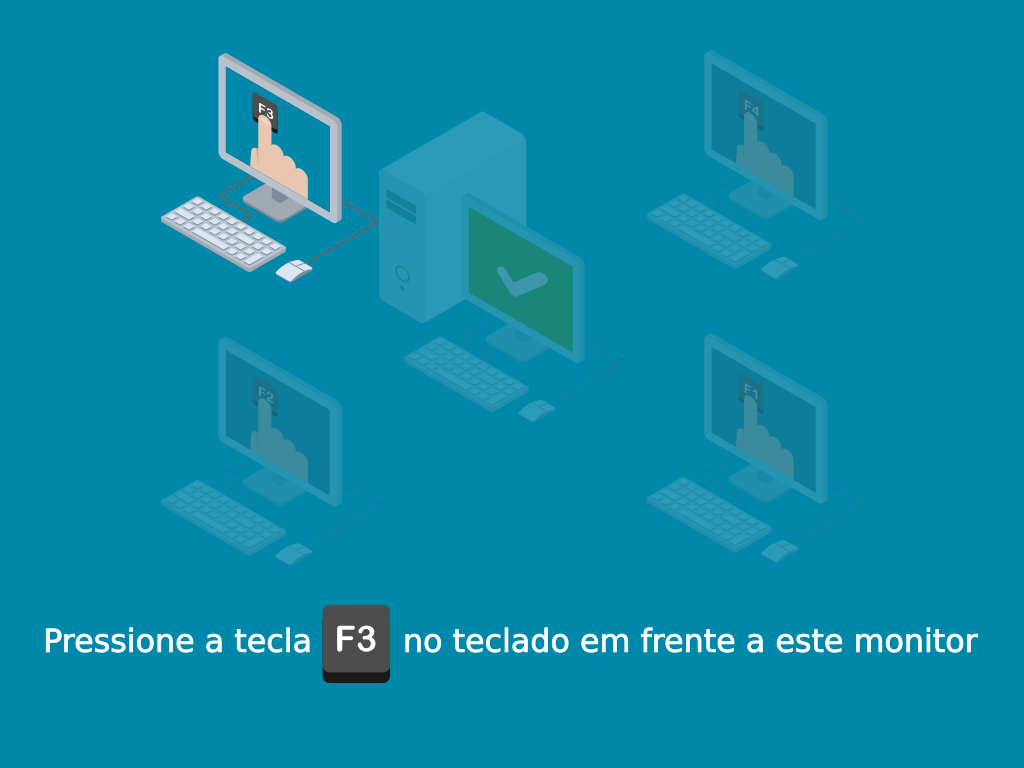 F3
F4
F2
F1
Pressione a tecla F3 no teclado em frente a este monitor